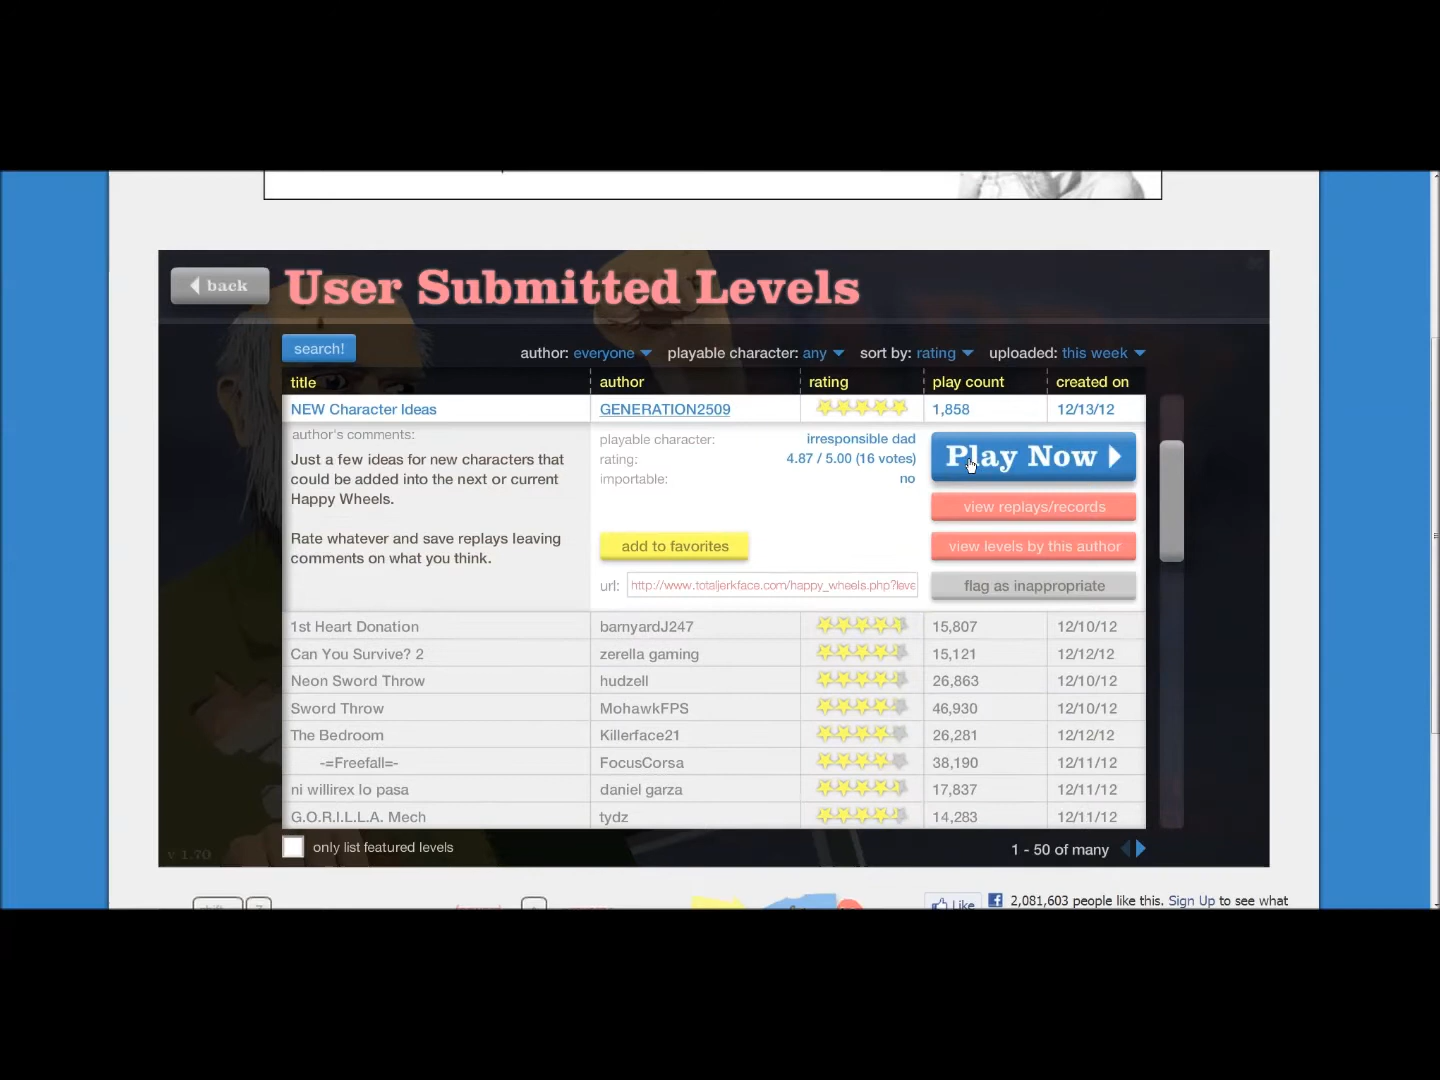 back
User Submitted Levels
search!
author: everyone playable character: any sort by: rating uploaded: this week
title author rating play count created on
NEW Character Ideas GENERATION2509 1,858 12/13/12
author's comments:
Just a few ideas for new characters that
could be added into the next or current
Happy Wheels.
Rate whatever and save replays leaving
comments on what you think.
playable character: irresponsible dad
rating: 4.87 / 5.00 (16 votes)
importable: no
add to favorites
url: http://www.totaljerkface.com/happy_wheels.php?leve
Play Now
view replays/records
view levels by this author
flag as inappropriate
1st Heart Donation barnyardJ247 15,807 12/10/12
Can You Survive? 2 zerella gaming 15,121 12/12/12
Neon Sword Throw hudzell 26,863 12/10/12
Sword Throw MohawkFPS 46,930 12/10/12
The Bedroom Killerface21 26,281 12/12/12
-=Freefall=- FocusCorsa 38,190 12/11/12
ni willirex lo pasa daniel garza 17,837 12/11/12
G.O.R.I.L.L.A. Mech tydz 14,283 12/11/12
only list featured levels
1 - 50 of many
v 1.70
Like
2,081,603 people like this. Sign Up to see what